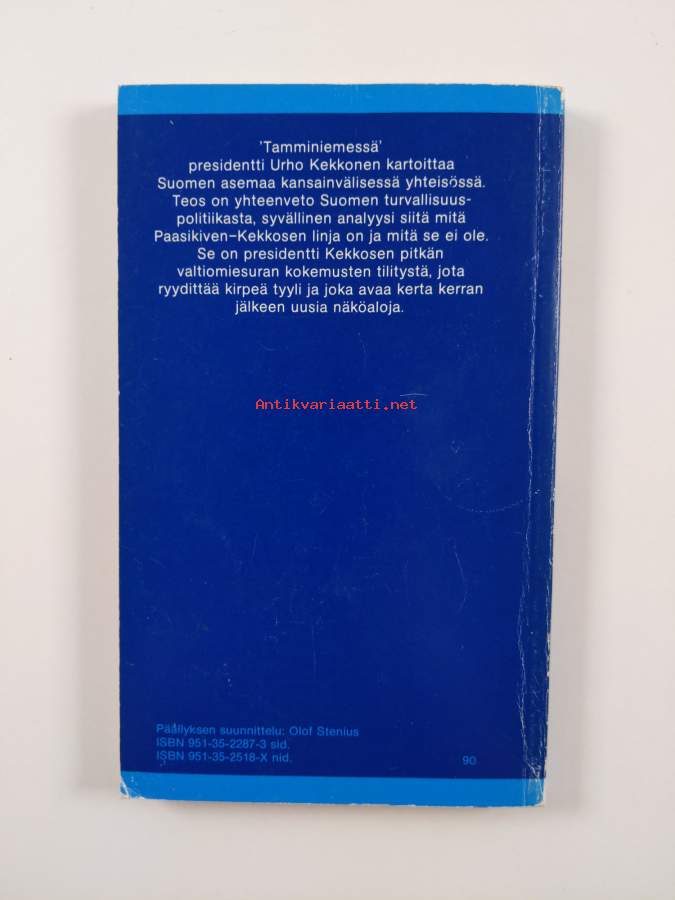 'Tamminiemessä'
presidentti Urho Kekkonen kartoittaa
Suomen asemaa kansainvälisessä yhteisössä.
Teos on yhteenveto Suomen turvallisuus-
politiikasta, syvällinen analyysi siitä mitä
Paasikiven–Kekkosen linja on ja mitä se ei ole.
Se on presidentti Kekkosen pitkän
valtiomiesuran kokemusten tilitystä, jota
ryydittää kirpeä tyyli ja joka avaa kerta kerran
jälkeen uusia näköaloja.
Antikvariaatti.net
Päällyksen suunnittelu: Olof Stenius
ISBN 951-35-2287-3 sid.
ISBN 951-35-2518-X nid.
90